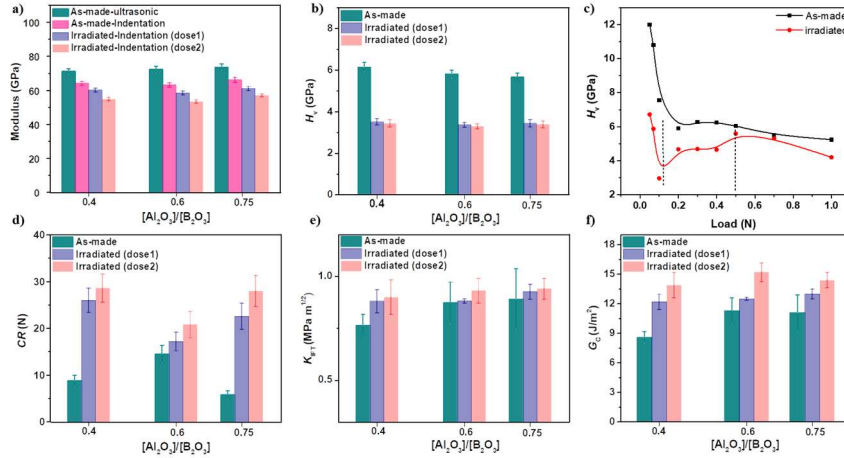 a)
As-made-ultrasonic
As-made-Indentation
Irradiated-Indentation (dose1)
Irradiated-Indentation (dose2)
Modulus (GPa)
100
80
60
40
20
0
0.4
0.6
0.75
[Al₂O₃]/[B₂O₃]
b)
As-made
Irradiated (dose1)
Irradiated (dose2)
Hᵥ (GPa)
10
8
6
4
2
0
0.4
0.6
0.75
[Al₂O₃]/[B₂O₃]
c)
As-made
irradiated
Hᵥ (GPa)
12
10
8
6
4
2
0.0
0.2
0.4
0.6
0.8
1.0
Load (N)
d)
As-made
Irradiated (dose1)
Irradiated (dose2)
CR (N)
40
30
20
10
0
0.4
0.6
0.75
[Al₂O₃]/[B₂O₃]
e)
As-made
Irradiated (dose1)
Irradiated (dose2)
K_IFT (MPa m^1/2)
1.0
0.5
0.4
0.6
0.75
[Al₂O₃]/[B₂O₃]
f)
As-made
Irradiated (dose1)
Irradiated (dose2)
G_C (J/m²)
18
15
12
9
6
3
0
0.4
0.6
0.75
[Al₂O₃]/[B₂O₃]